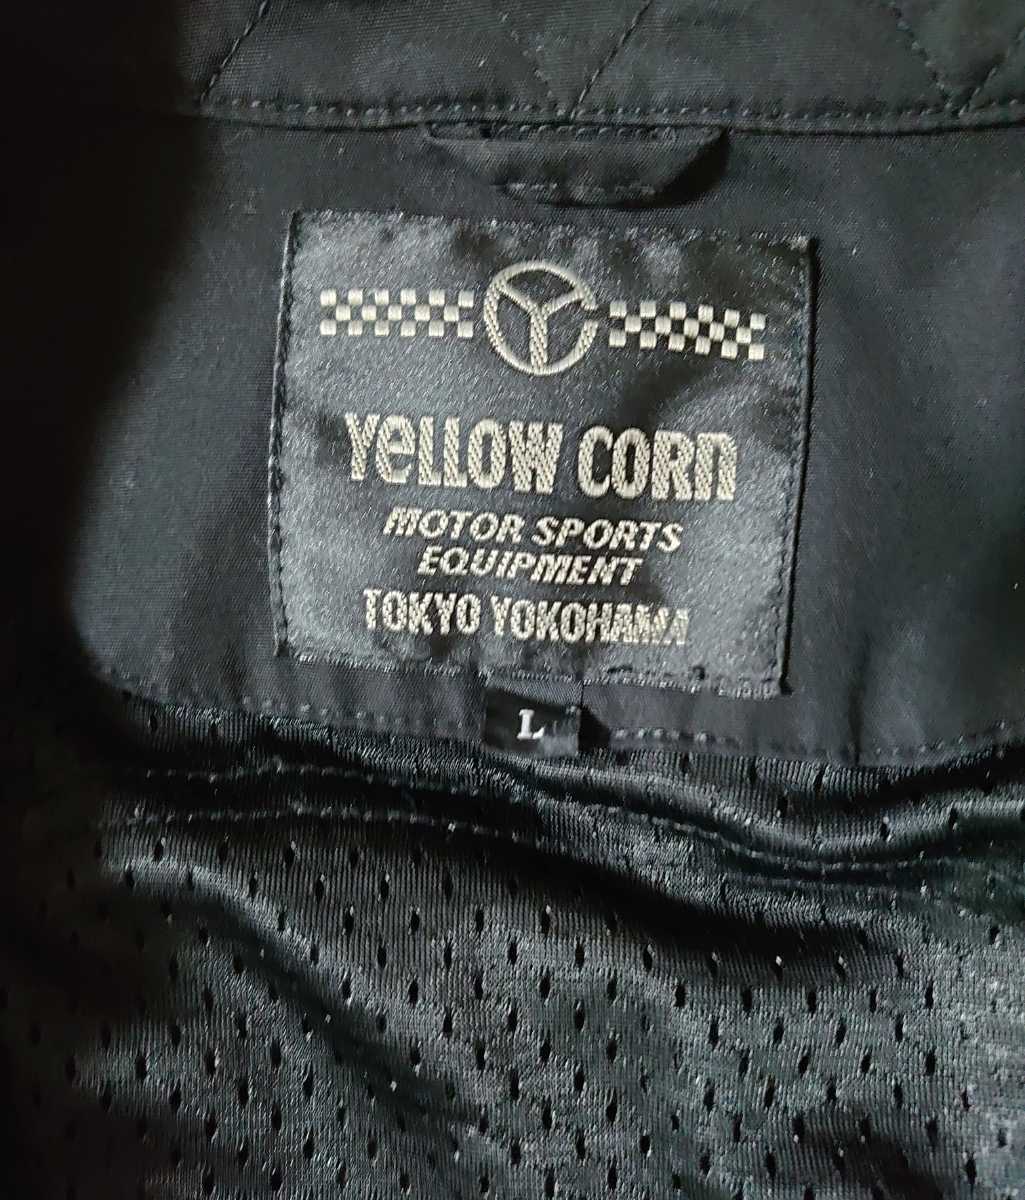 YELLOW CORN
MOTOR SPORTS
EQUIPMENT
TOKYO YOKOHAMA
L